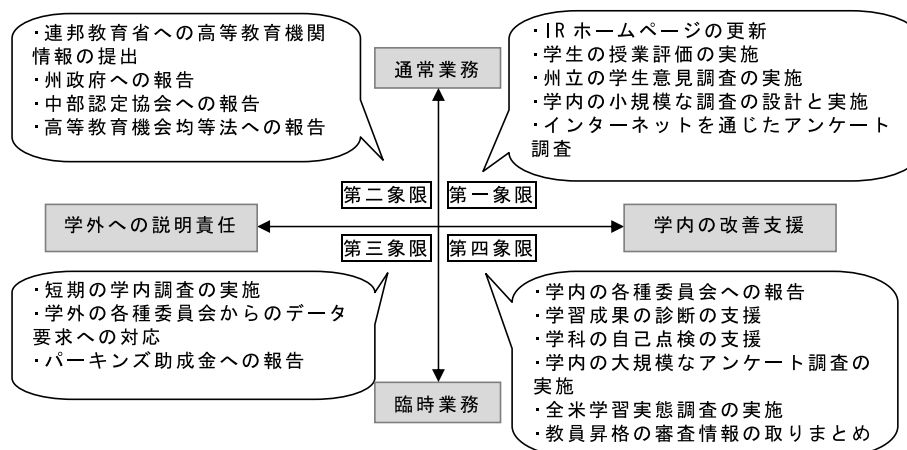 ・連邦教育省への高等教育機関
情報の提出
・州政府への報告
・中部認定協会への報告
・高等教育機会均等法への報告
通常業務
・IRホームページの更新
・学生の授業評価の実施
・州立の学生意見調査の実施
・学内の小規模な調査の設計と実施
・インターネットを通じたアンケート
調査
第二象限
第一象限
学外への説明責任
学内の改善支援
第三象限
第四象限
・短期の学内調査の実施
・学外の各種委員会からのデータ
要求への対応
・パーキンズ助成金への報告
臨時業務
・学内の各種委員会への報告
・学習成果の診断の支援
・学科の自己点検の支援
・学内の大規模なアンケート調査の
実施
・全米学習実態調査の実施
・教員昇格の審査情報の取りまとめ